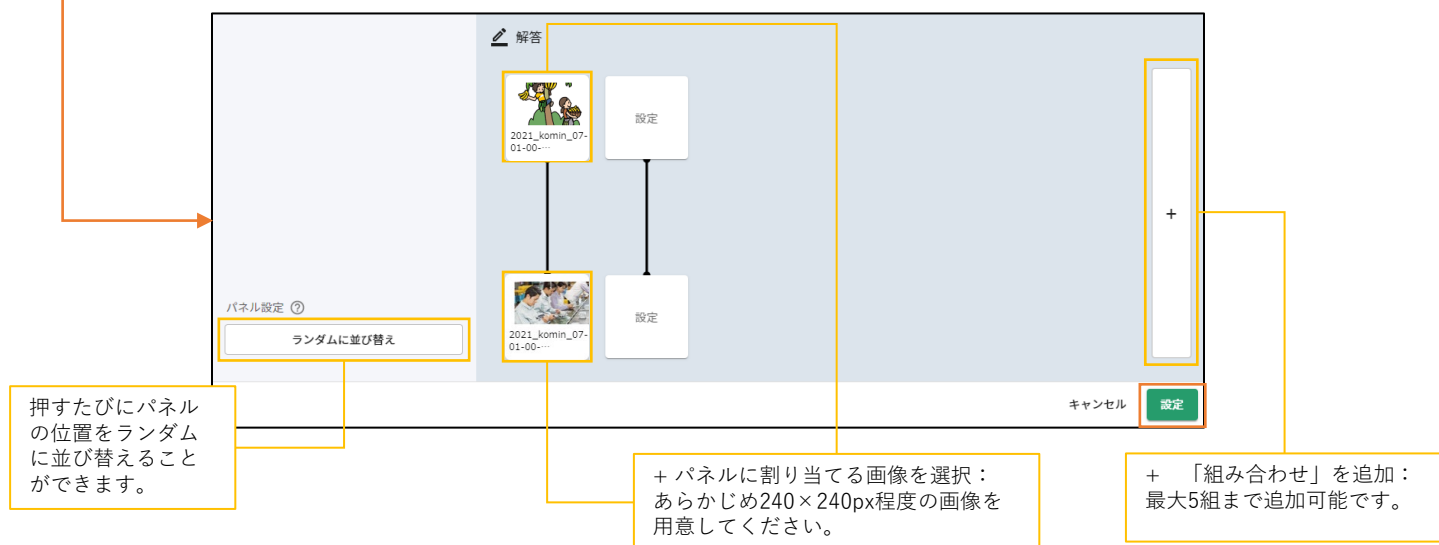 解答
2021_komin_07-
01-00-…
設定
+
2021_komin_07-
01-00-…
設定
パネル設定 ?
ランダムに並び替え
キャンセル
設定
押すたびにパネル
の位置をランダム
に並び替えること
ができます。
+ パネルに割り当てる画像を選択：
あらかじめ240×240px程度の画像を
用意してください。
+ 「組み合わせ」を追加：
最大5組まで追加可能です。